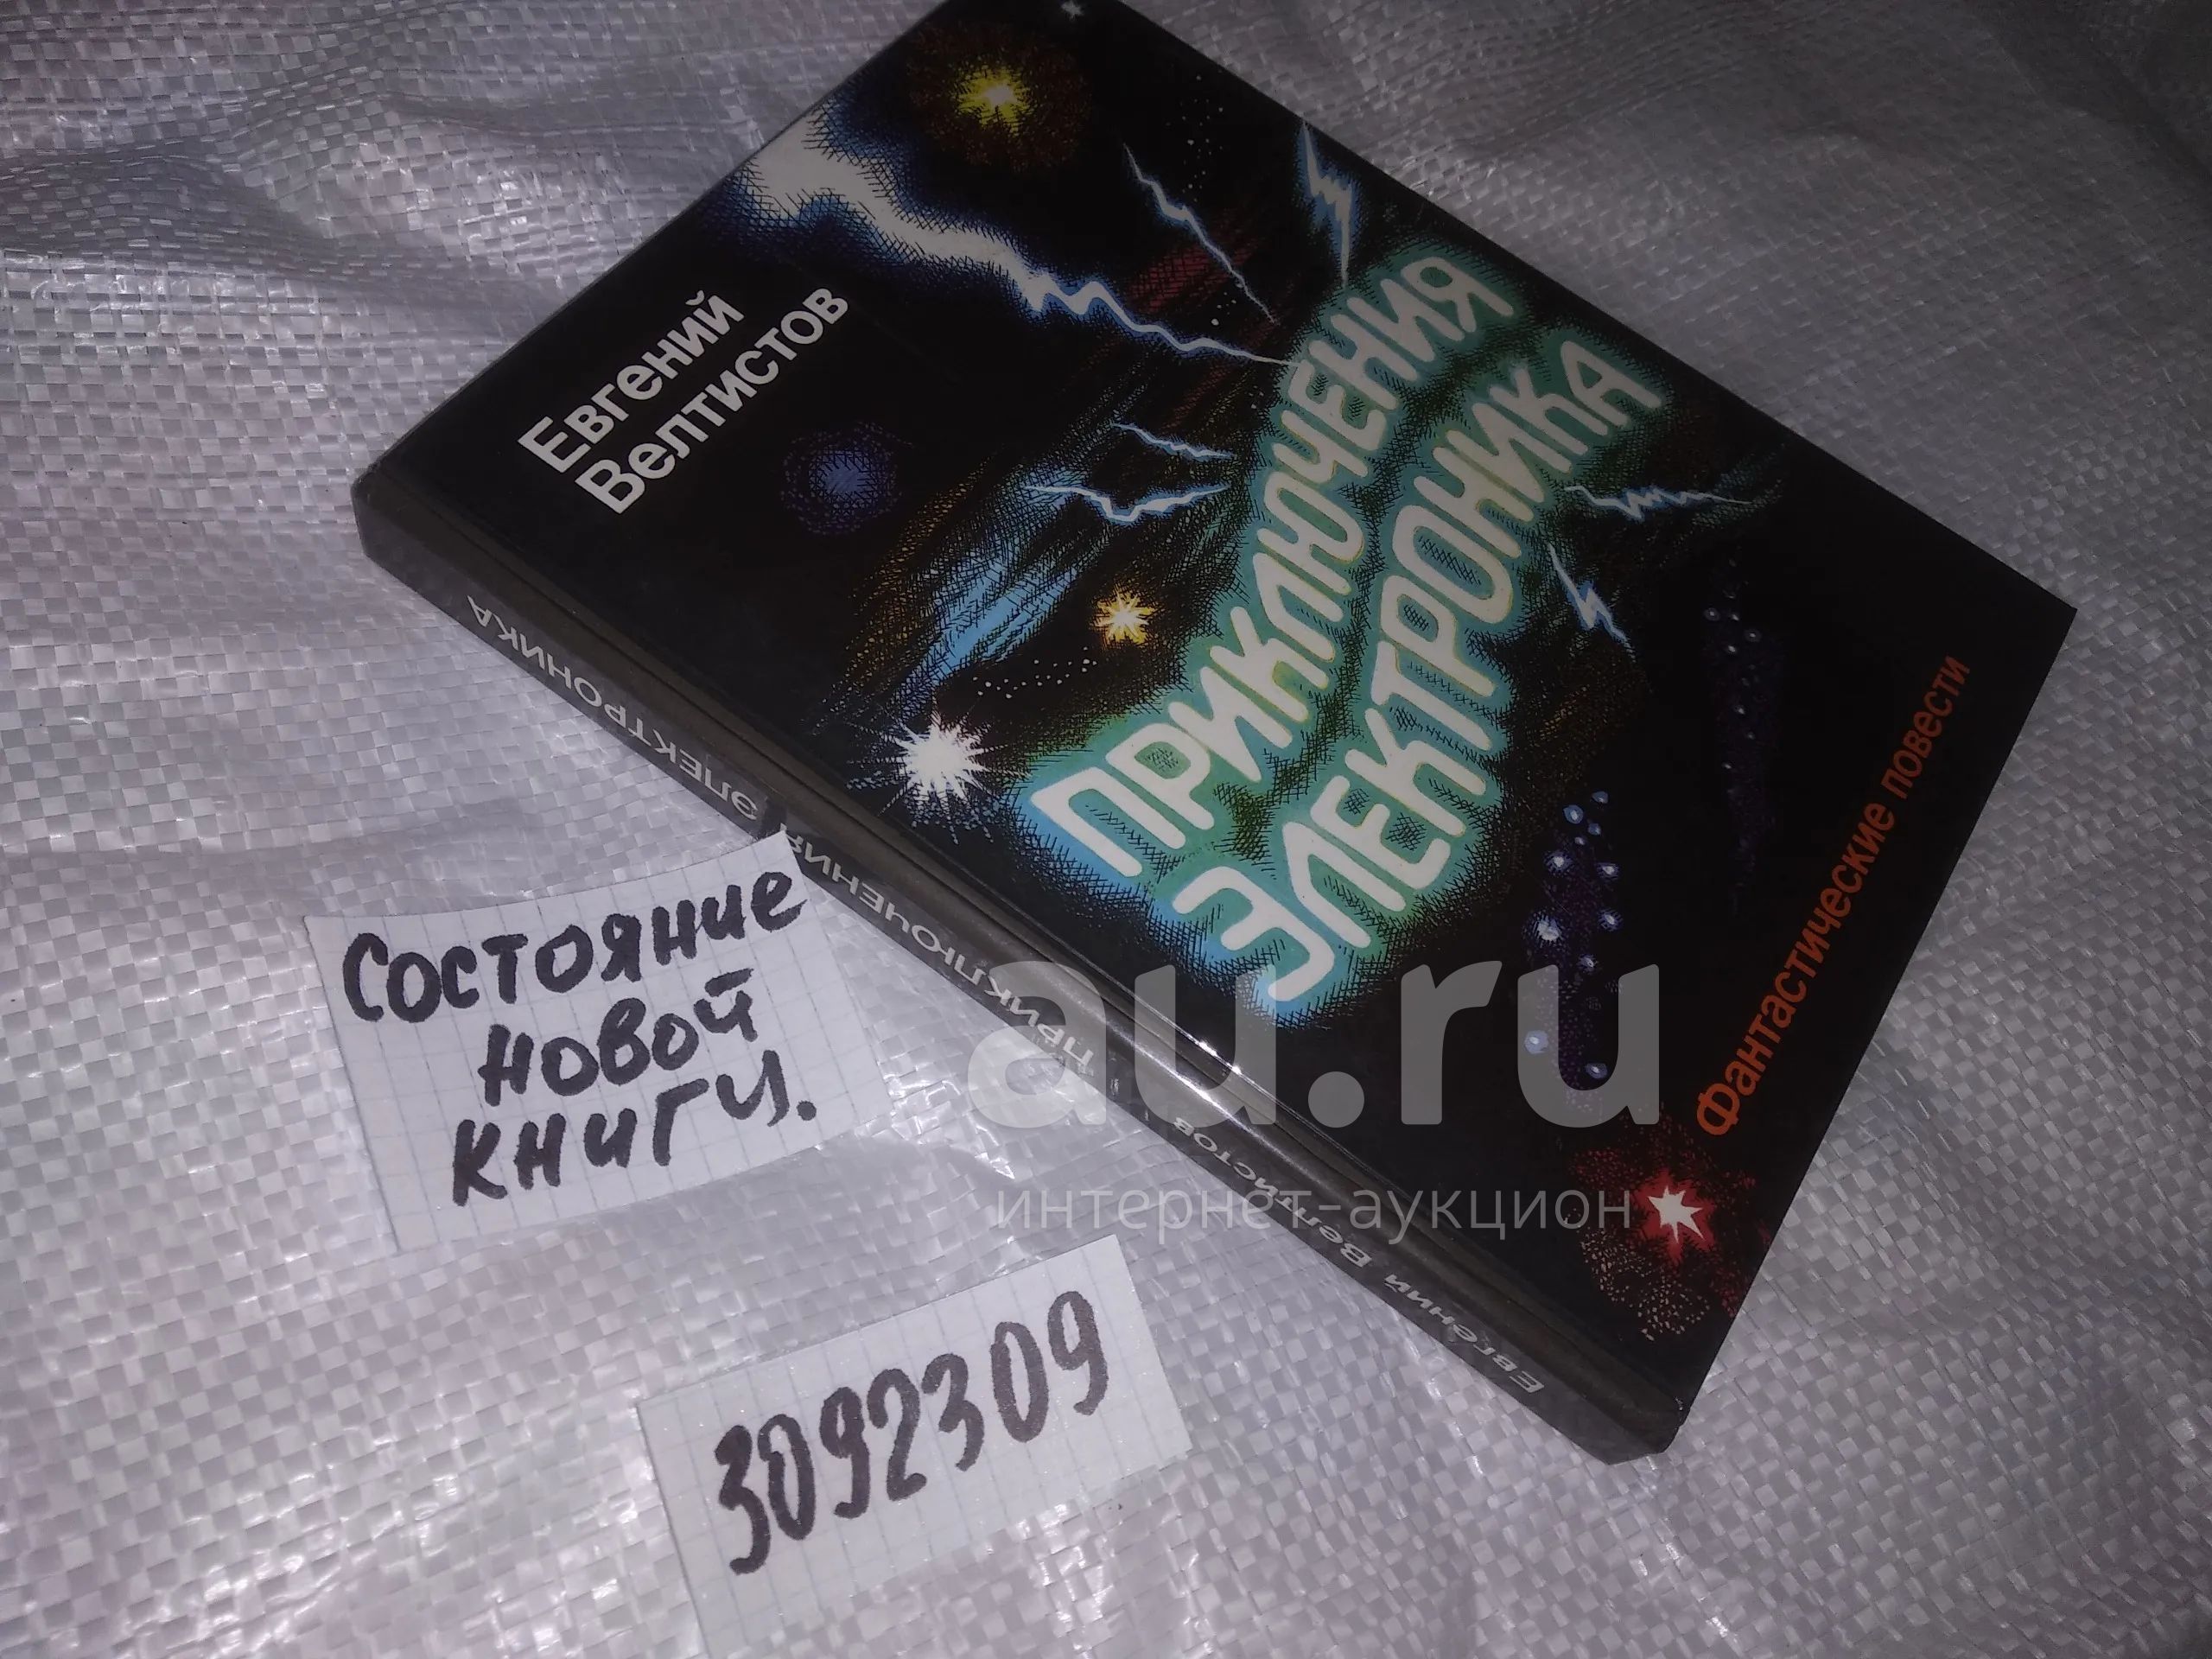 Евгений
Велтистов
ПРИКЛЮЧЕНИЯ
ЭЛЕКТРОНИКА
Фантастические повести
Евгений Велтистов ПРИКЛЮЧЕНИЯ ЭЛЕКТРОНИКА
Состояние
новой
книги.
3092309
au.ru
интернет-аукцион